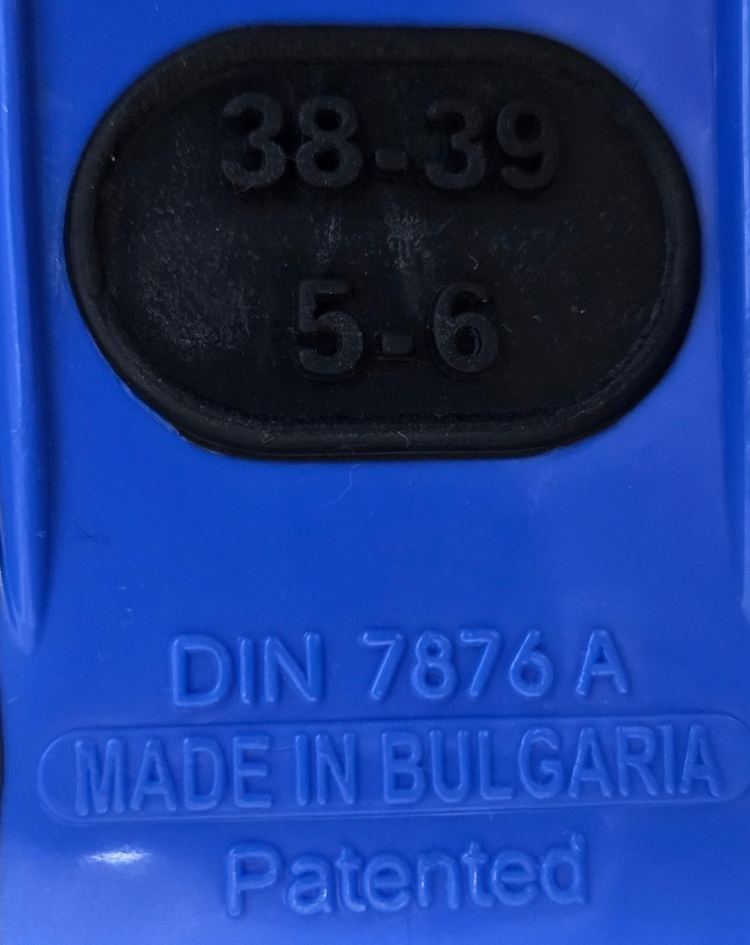 38-39
5-6
DIN 7876 A
MADE IN BULGARIA
Patented